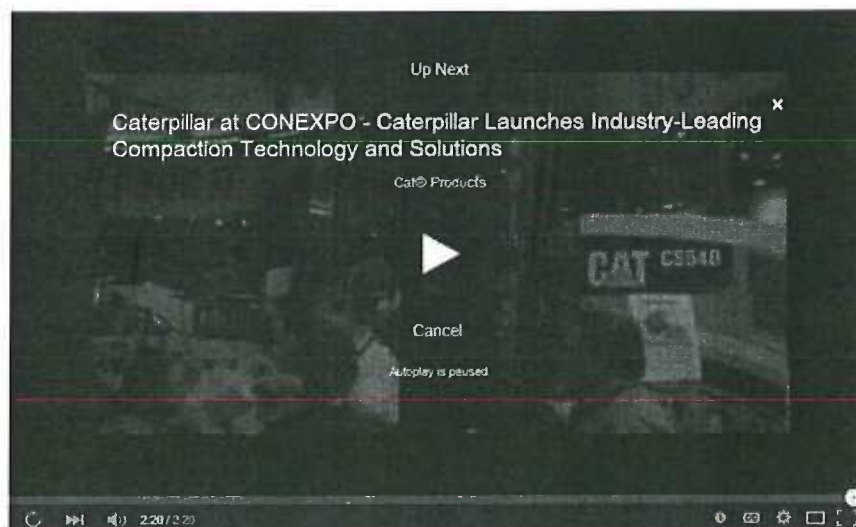 Up Next
×
Caterpillar at CONEXPO - Caterpillar Launches Industry-Leading
Compaction Technology and Solutions
Cat® Products
CAT CS54B
Cancel
Autoplay is paused
2:20 / 2:20
CC